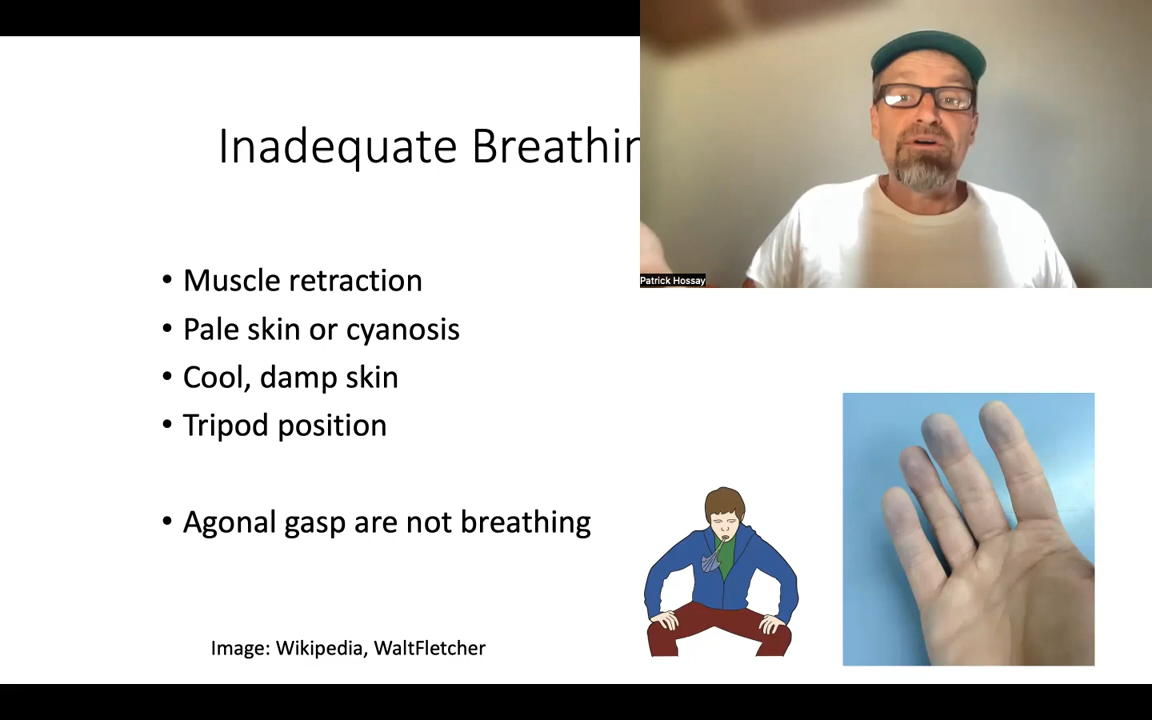 Inadequate Breathin
Patrick Hossay
• Muscle retraction
• Pale skin or cyanosis
• Cool, damp skin
• Tripod position
• Agonal gasp are not breathing
Image: Wikipedia, WaltFletcher